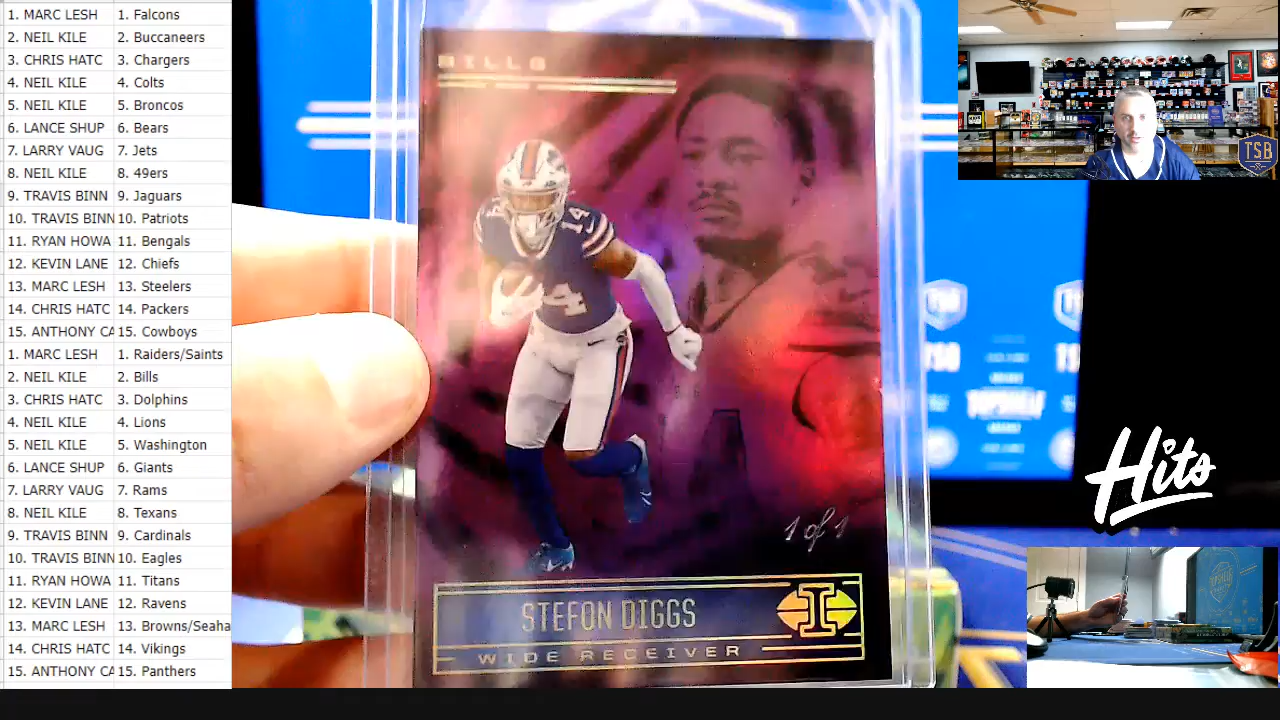 1. MARC LESH 1. Falcons
2. NEIL KILE 2. Buccaneers
3. CHRIS HATC 3. Chargers
4. NEIL KILE 4. Colts
5. NEIL KILE 5. Broncos
6. LANCE SHUP 6. Bears
7. LARRY VAUG 7. Jets
8. NEIL KILE 8. 49ers
9. TRAVIS BINN 9. Jaguars
10. TRAVIS BINN 10. Patriots
11. RYAN HOWA 11. Bengals
12. KEVIN LANE 12. Chiefs
13. MARC LESH 13. Steelers
14. CHRIS HATC 14. Packers
15. ANTHONY CA 15. Cowboys
1. MARC LESH 1. Raiders/Saints
2. NEIL KILE 2. Bills
3. CHRIS HATC 3. Dolphins
4. NEIL KILE 4. Lions
5. NEIL KILE 5. Washington
6. LANCE SHUP 6. Giants
7. LARRY VAUG 7. Rams
8. NEIL KILE 8. Texans
9. TRAVIS BINN 9. Cardinals
10. TRAVIS BINN 10. Eagles
11. RYAN HOWA 11. Titans
12. KEVIN LANE 12. Ravens
13. MARC LESH 13 Browns/Seaha
14. CHRIS HATC 14. Vikings
15. ANTHONY CA 15. Panthers
BILLS
14
1 of 1
STEFON DIGGS
I
WIDE RECEIVER
TSB
Hits